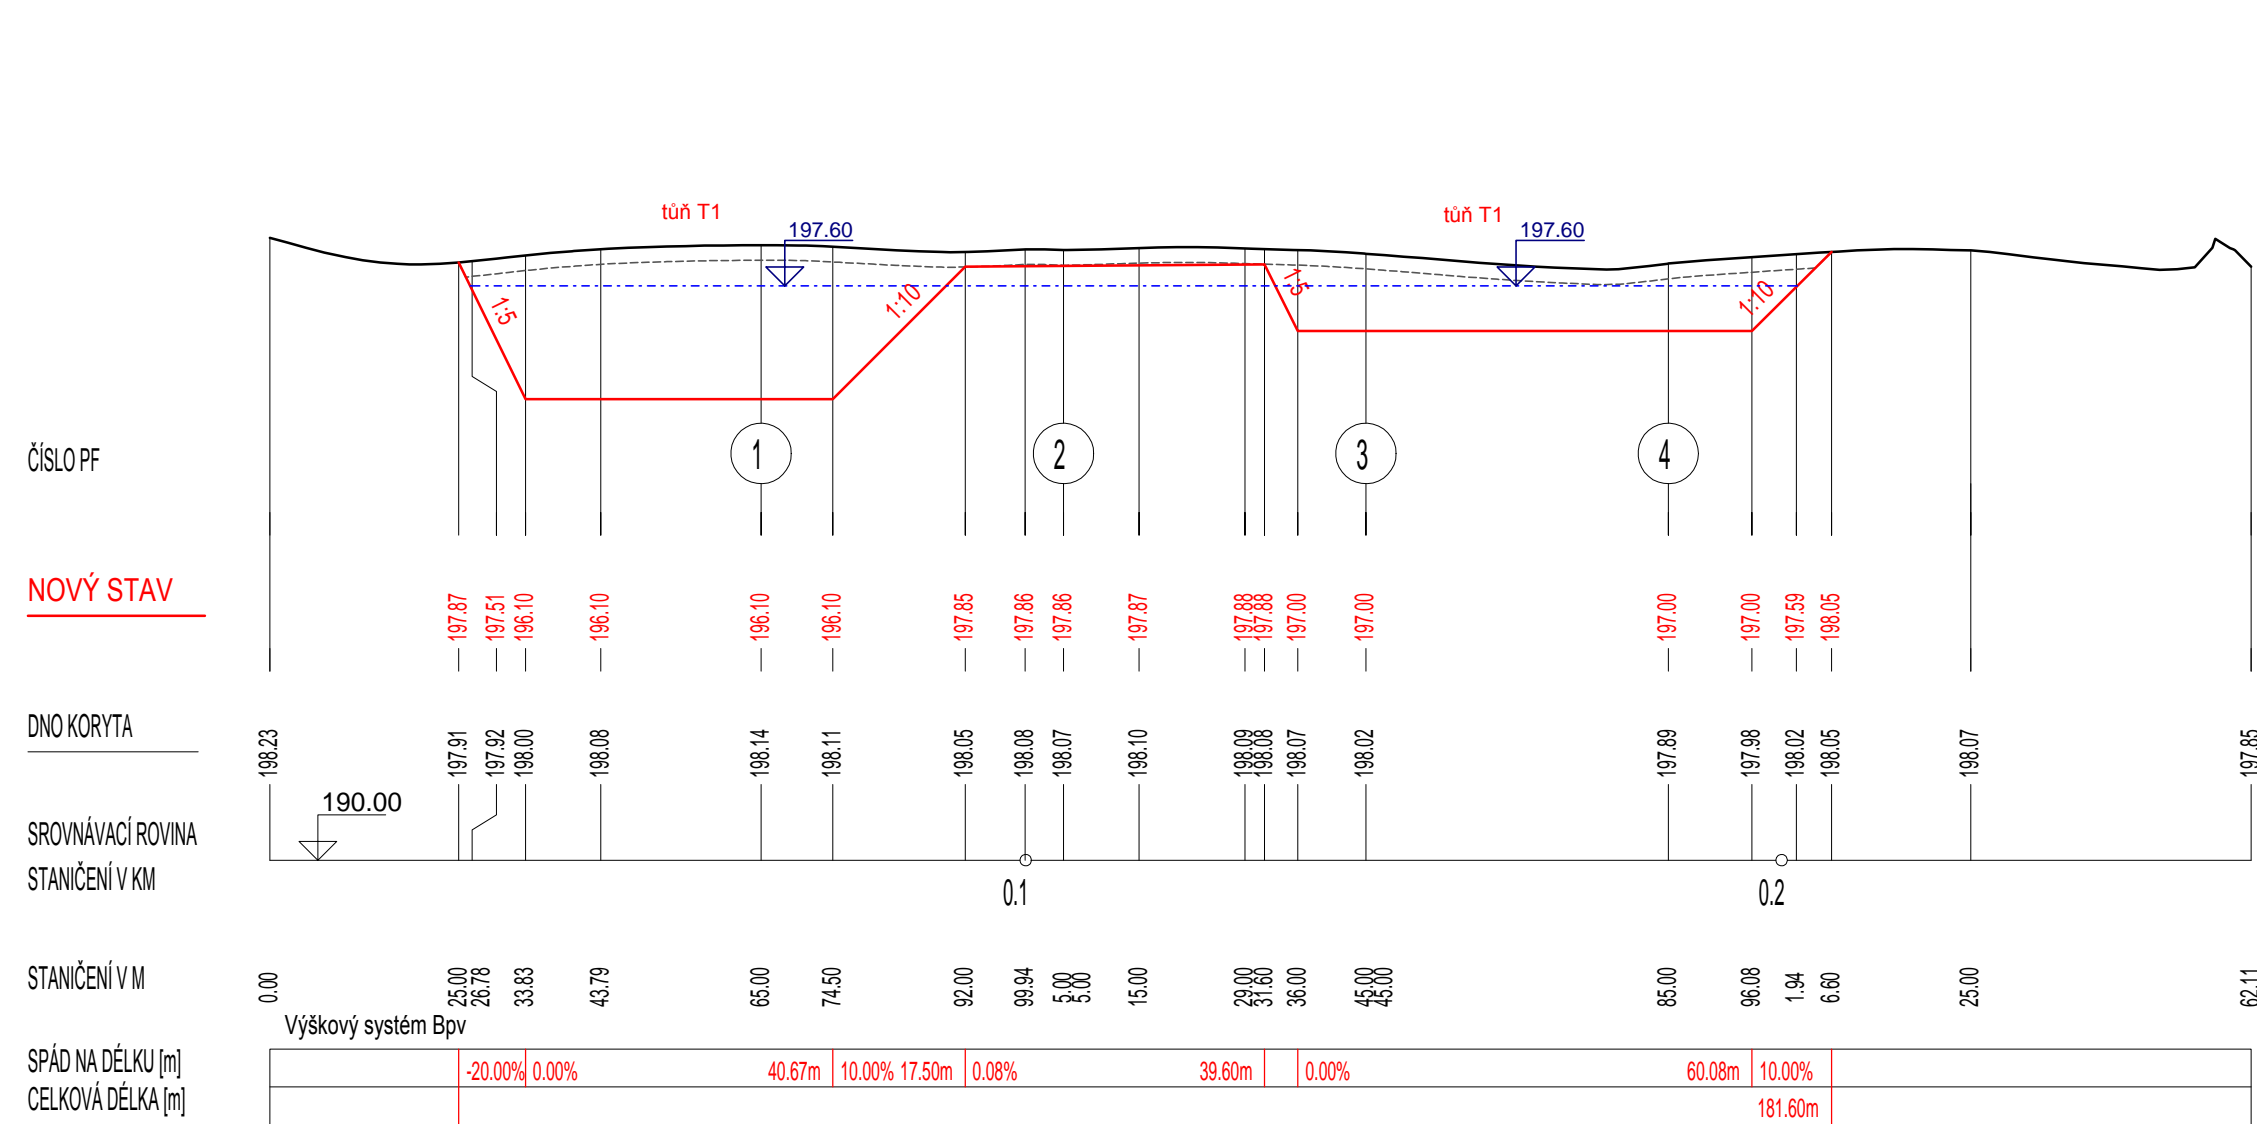 tůň T1 tůň T1
197.60 197.60
1:5 1:10 1:5 1:10
ČÍSLO PF 1 2 3 4
NOVÝ STAV 197.87 197.51 196.10 196.10 196.10 196.10 197.85 197.86 197.86 197.87 197.88 197.88 197.00 197.00 197.00 197.00 197.59 198.05
DNO KORYTA 198.23 197.91 197.92 198.00 198.08 198.14 198.11 198.05 198.08 198.07 198.10 198.09 198.08 198.07 198.02 197.89 197.98 198.02 198.05 198.07 197.85
190.00
SROVNÁVACÍ ROVINA
STANIČENÍ V KM 0.1 0.2
STANIČENÍ V M 0.00 25.00 26.78 33.83 43.79 65.00 74.50 92.00 99.94 5.00 5.00 15.00 29.00 31.60 36.00 45.00 45.00 85.00 96.08 1.94 6.60 25.00 62.11
Výškový systém Bpv
SPÁD NA DÉLKU [m] -20.00% 0.00% 40.67m 10.00% 17.50m 0.08% 39.60m 0.00% 60.08m 10.00%
CELKOVÁ DÉLKA [m] 181.60m